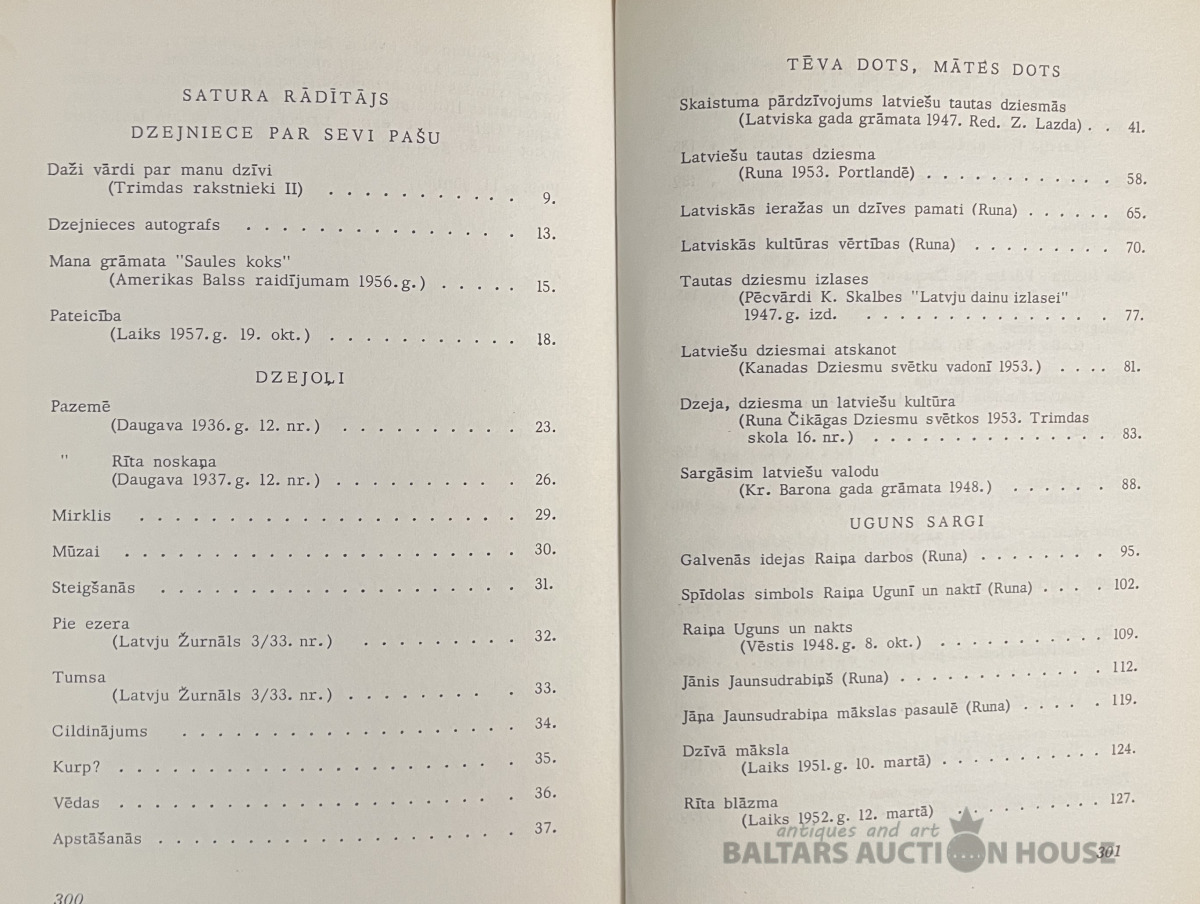 SATURA RĀDĪTĀJS
DZEJNIECE PAR SEVI PAŠU
Daži vārdi par manu dzīvi
(Trimdas rakstnieki II) . . . . . . . . . . . 9.
Dzejnieces autografs . . . . . . . . . . . . . . . 13.
Mana grāmata "Saules koks"
(Amerikas Balss raidījumam 1956.g.) . . . . . 15.
Pateicība
(Laiks 1957.g. 19. okt.) . . . . . . . . . . . 18.
DZEJOĻI
Pazemē
(Daugava 1936.g. 12. nr.) . . . . . . . . . . 23.
" Rīta noskaņa
(Daugava 1937.g. 12. nr.) . . . . . . . . . . 26.
Mirklis . . . . . . . . . . . . . . . . . . . . . 29.
Mūzai . . . . . . . . . . . . . . . . . . . . . . 30.
Steigšanās . . . . . . . . . . . . . . . . . . . . 31.
Pie ezera
(Latvju Žurnāls 3/33. nr.) . . . . . . . . . 32.
Tumsa
(Latvju Žurnāls 3/33. nr.) . . . . . . . . . 33.
Cildinājums . . . . . . . . . . . . . . . . . . . 34.
Kurp? . . . . . . . . . . . . . . . . . . . . . . 35.
Vēdas . . . . . . . . . . . . . . . . . . . . . . 36.
Apstāšanās . . . . . . . . . . . . . . . . . . . . 37.
300
TĒVA DOTS, MĀTES DOTS
Skaistuma pārdzīvojums latviešu tautas dziesmās
(Latviska gada grāmata 1947. Red. Z. Lazda) . . 41.
Latviešu tautas dziesma
(Runa 1953. Portlandē) . . . . . . . . . . . . 58.
Latviskās ieražas un dzīves pamati (Runa) . . . . . . 65.
Latviskās kultūras vērtības (Runa) . . . . . . . . . 70.
Tautas dziesmu izlases
(Pēcvārdi K. Skalbes "Latvju dainu izlasei"
1947.g. izd. . . . . . . . . . . . . . . . 77.
Latviešu dziesmai atskanot
(Kanadas Dziesmu svētku vadonī 1953.) . . . . 81.
Dzeja, dziesma un latviešu kultūra
(Runa Čikāgas Dziesmu svētkos 1953. Trimdas
skola 16. nr.) . . . . . . . . . . . . . . . 83.
Sargāsim latviešu valodu
(Kr. Barona gada grāmata 1948.) . . . . . . 88.
UGUNS SARGI
Galvenās idejas Raiņa darbos (Runa) . . . . . . . . 95.
Spīdolas simbols Raiņa Ugunī un naktī (Runa) . . . . 102.
Raiņa Uguns un nakts
(Vēstis 1948.g. 8. okt.) . . . . . . . . . . . 109.
Jānis Jaunsudrabiņš (Runa) . . . . . . . . . . . . 112.
Jāņa Jaunsudrabiņa mākslas pasaulē (Runa) . . . . . 119.
Dzīvā māksla
(Laiks 1951.g. 10. martā) . . . . . . . . . . 124.
Rīta blāzma
(Laiks 1952.g. 12. martā) . . . . . . . . . . 127.
301
antiques and art
BALTARS AUCTION HOUSE